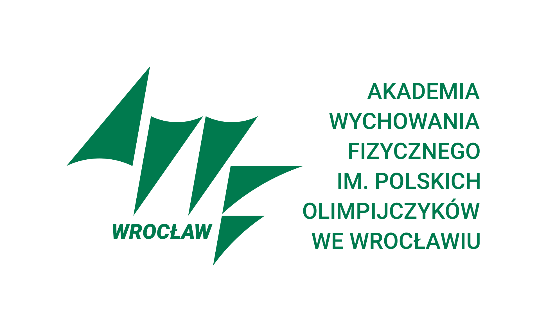 WROCŁAW
AKADEMIA
WYCHOWANIA
FIZYCZNEGO
IM. POLSKICH
OLIMPIJCZYKÓW
WE WROCŁAWIU